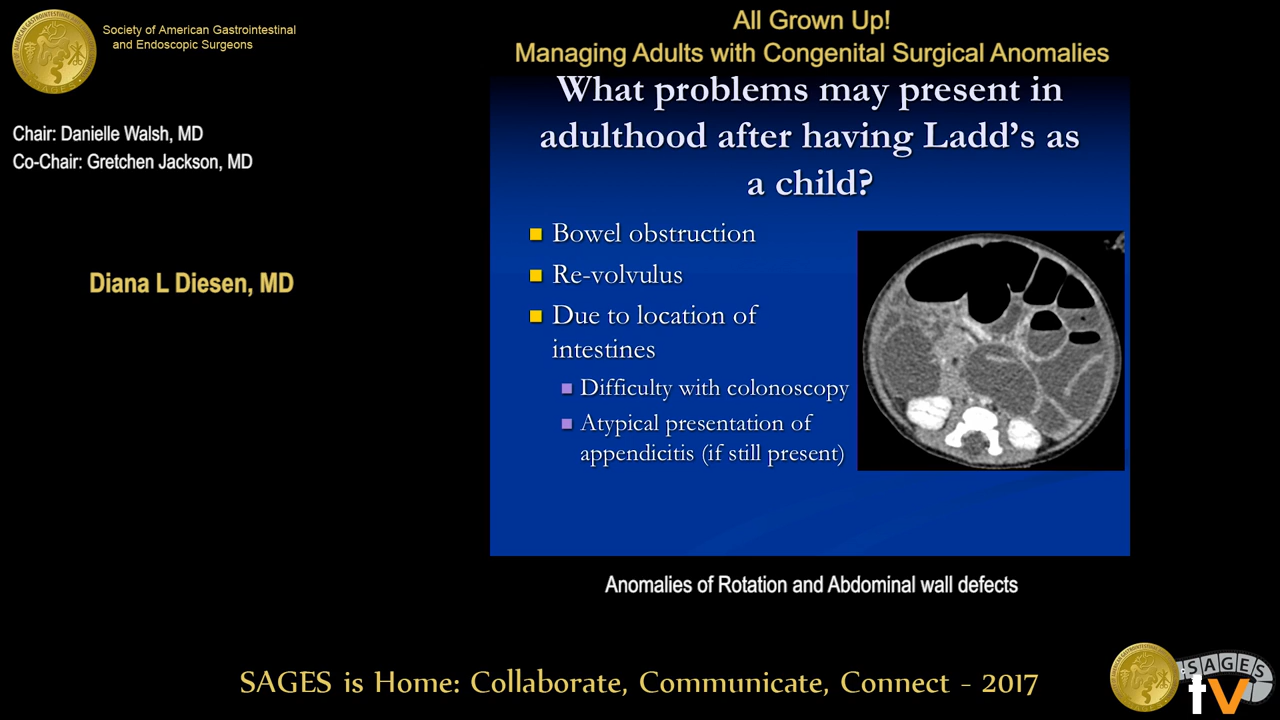 Society of American Gastrointestinal
and Endoscopic Surgeons
Chair: Danielle Walsh, MD
Co-Chair: Gretchen Jackson, MD
Diana L Diesen, MD
All Grown Up!
Managing Adults with Congenital Surgical Anomalies
What problems may present in
adulthood after having Ladd's as
a child?
Bowel obstruction
Re-volvulus
Due to location of
intestines
Difficulty with colonoscopy
Atypical presentation of
appendicitis (if still present)
Anomalies of Rotation and Abdominal wall defects
SAGES is Home: Collaborate, Communicate, Connect - 2017
SAGES
tv